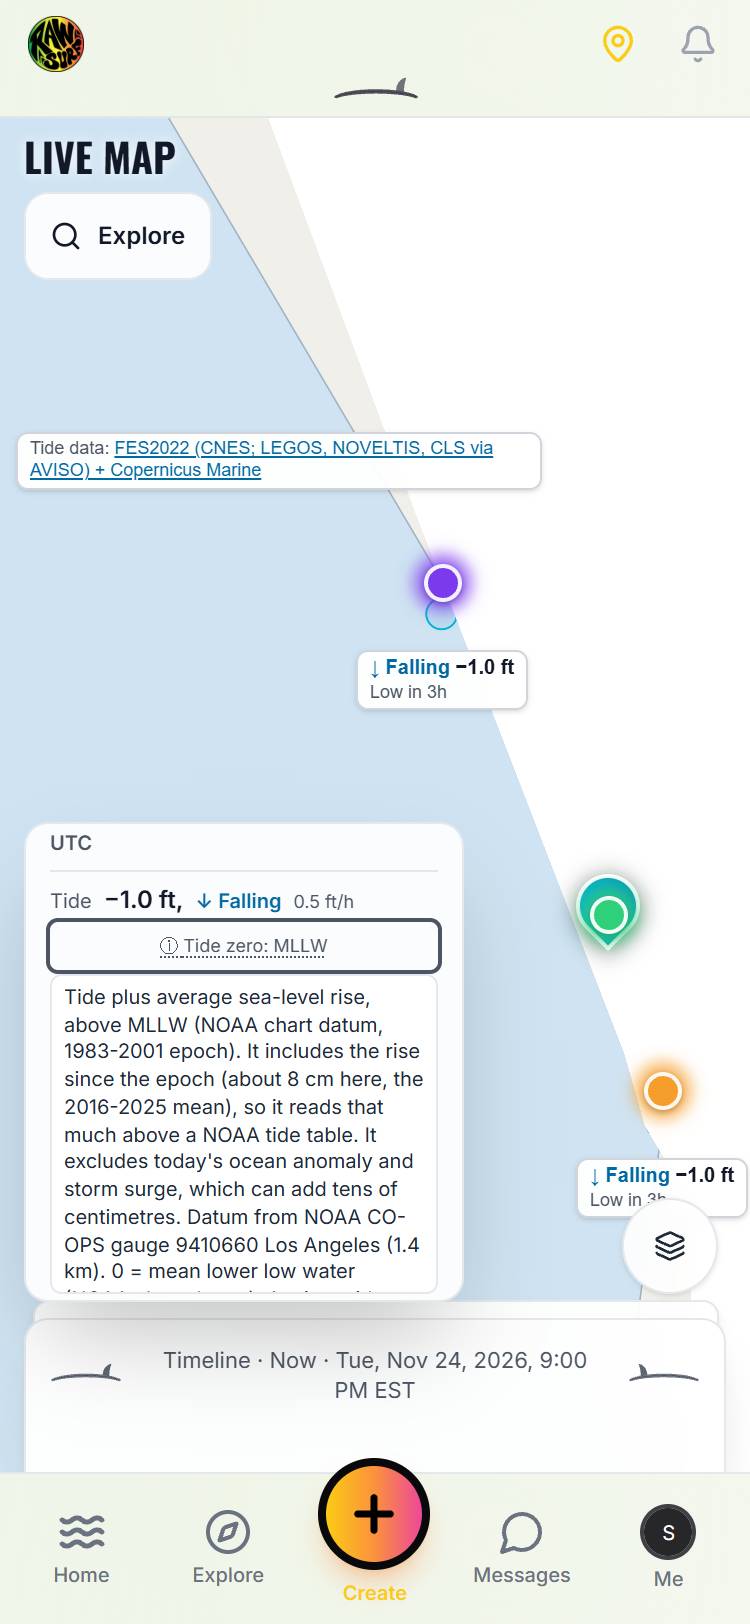 RAW
SURF
LIVE MAP
Explore
Tide data: FES2022 (CNES; LEGOS, NOVELTIS, CLS via
AVISO) + Copernicus Marine
↓ Falling −1.0 ft
Low in 3h
UTC
Tide −1.0 ft, ↓ Falling 0.5 ft/h
ⓘ Tide zero: MLLW
Tide plus average sea-level rise,
above MLLW (NOAA chart datum,
1983-2001 epoch). It includes the rise
since the epoch (about 8 cm here, the
2016-2025 mean), so it reads that
much above a NOAA tide table. It
excludes today's ocean anomaly and
storm surge, which can add tens of
centimetres. Datum from NOAA CO-
OPS gauge 9410660 Los Angeles (1.4
km). 0 = mean lower low water
↓ Falling −1.0 ft
Low in 3h
Timeline · Now · Tue, Nov 24, 2026, 9:00
PM EST
Home
Explore
Create
Messages
S
Me